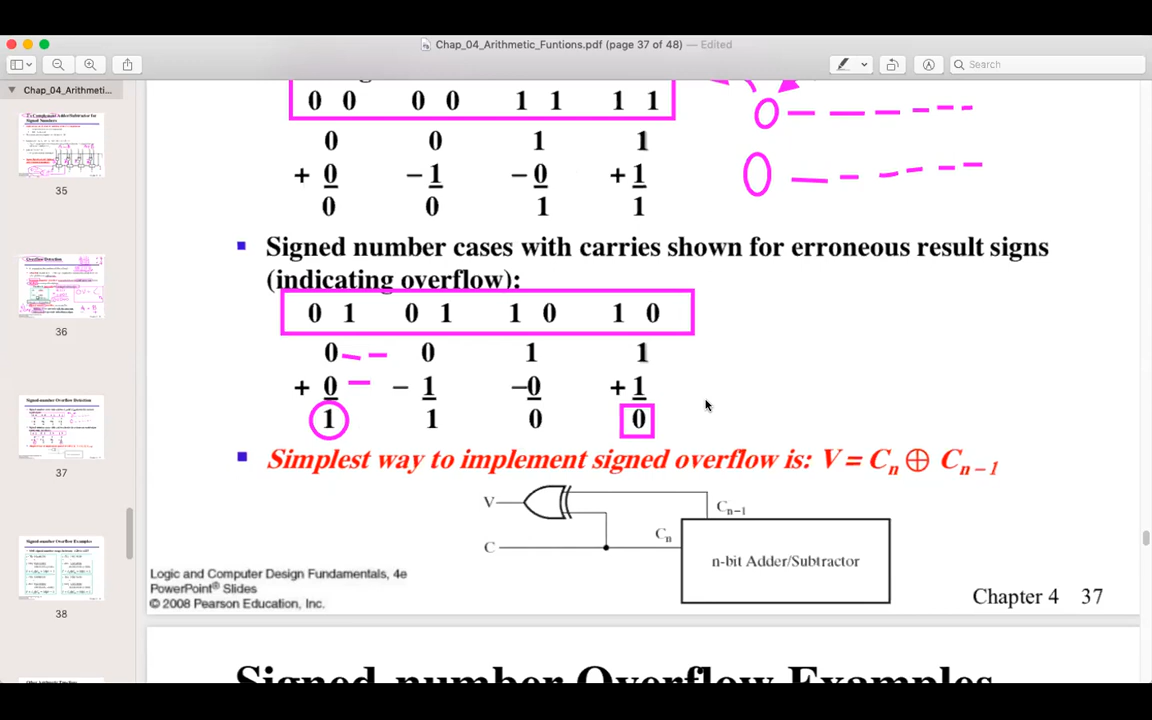 Chap_04_Arithmetic_Funtions.pdf (page 37 of 48) — Edited
Search
Chap_04_Arithmeti...
35
36
37
38
0 0 0 0 1 1 1 1
0 0 1 1
+ 0 − 1 − 0 + 1
0 0 1 1
0
0
Signed number cases with carries shown for erroneous result signs
(indicating overflow):
0 1 0 1 1 0 1 0
0 0 1 1
+ 0 − 1 −0 + 1
1 1 0 0
Simplest way to implement signed overflow is: V = Cn ⊕ Cn − 1
V
Cn−1
C
Cn
n-bit Adder/Subtractor
Logic and Computer Design Fundamentals, 4e
PowerPoint® Slides
© 2008 Pearson Education, Inc.
Chapter 4 37
Signed-number Overflow Examples